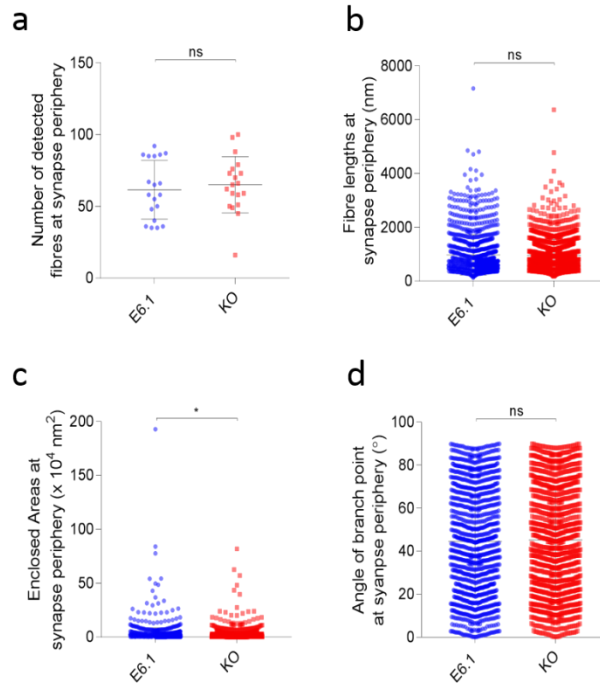 a
ns
Number of detected
fibres at synapse periphery
150
100
50
0
E6.1
KO
b
ns
Fibre lengths at
synapse periphery (nm)
8000
6000
4000
2000
0
E6.1
KO
c
*
Enclosed Areas at
synapse periphery (x 10⁴ nm²)
200
150
100
50
0
E6.1
KO
d
ns
Angle of branch point
at syanpse periphery (°)
100
80
60
40
20
0
E6.1
KO